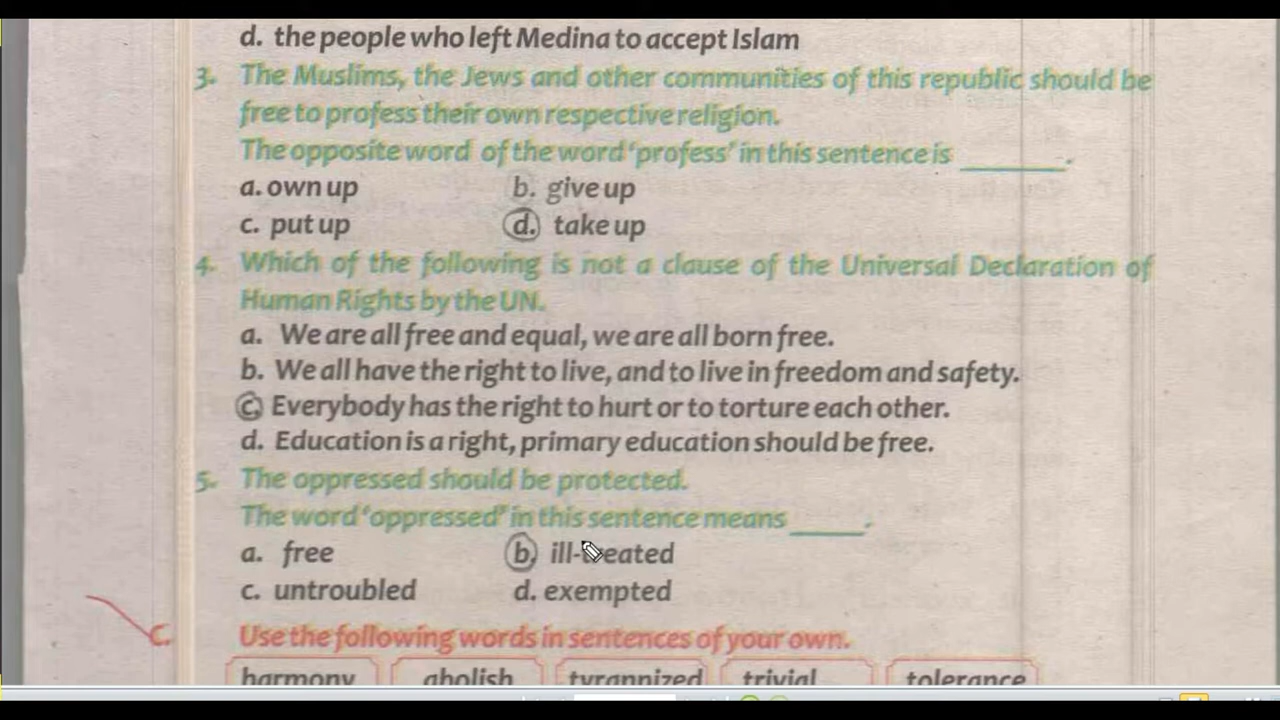 d. the people who left Medina to accept Islam
3. The Muslims, the Jews and other communities of this republic should be
free to profess their own respective religion.
The opposite word of the word 'profess' in this sentence is ______.
a. own up b. give up
c. put up d. take up
4. Which of the following is not a clause of the Universal Declaration of
Human Rights by the UN.
a. We are all free and equal, we are all born free.
b. We all have the right to live, and to live in freedom and safety.
c. Everybody has the right to hurt or to torture each other.
d. Education is a right, primary education should be free.
5. The oppressed should be protected.
The word 'oppressed' in this sentence means _____.
a. free b. ill-treated
c. untroubled d. exempted
C. Use the following words in sentences of your own.
harmony abolish tyrannized trivial tolerance